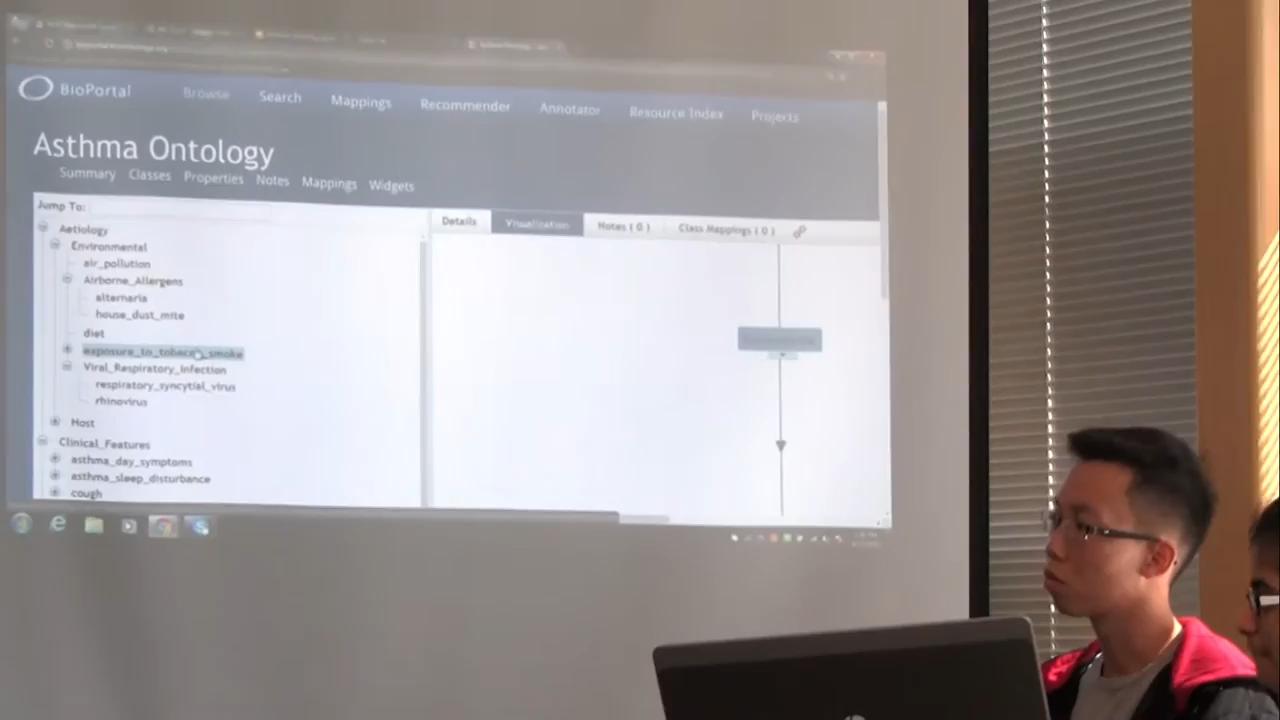 BioPortal Browse Search Mappings Recommender Annotator Resource Index Projects
Asthma Ontology
Summary Classes Properties Notes Mappings Widgets
Jump To:
Details Visualization Notes ( 0 ) Class Mappings ( 0 )
Aetiology
Environmental
air_pollution
Airborne_Allergens
alternaria
house_dust_mite
diet
exposure_to_tobacco_smoke
Viral_Respiratory_Infection
respiratory_syncytial_virus
rhinovirus
Host
Clinical_Features
asthma_day_symptoms
asthma_sleep_disturbance
cough